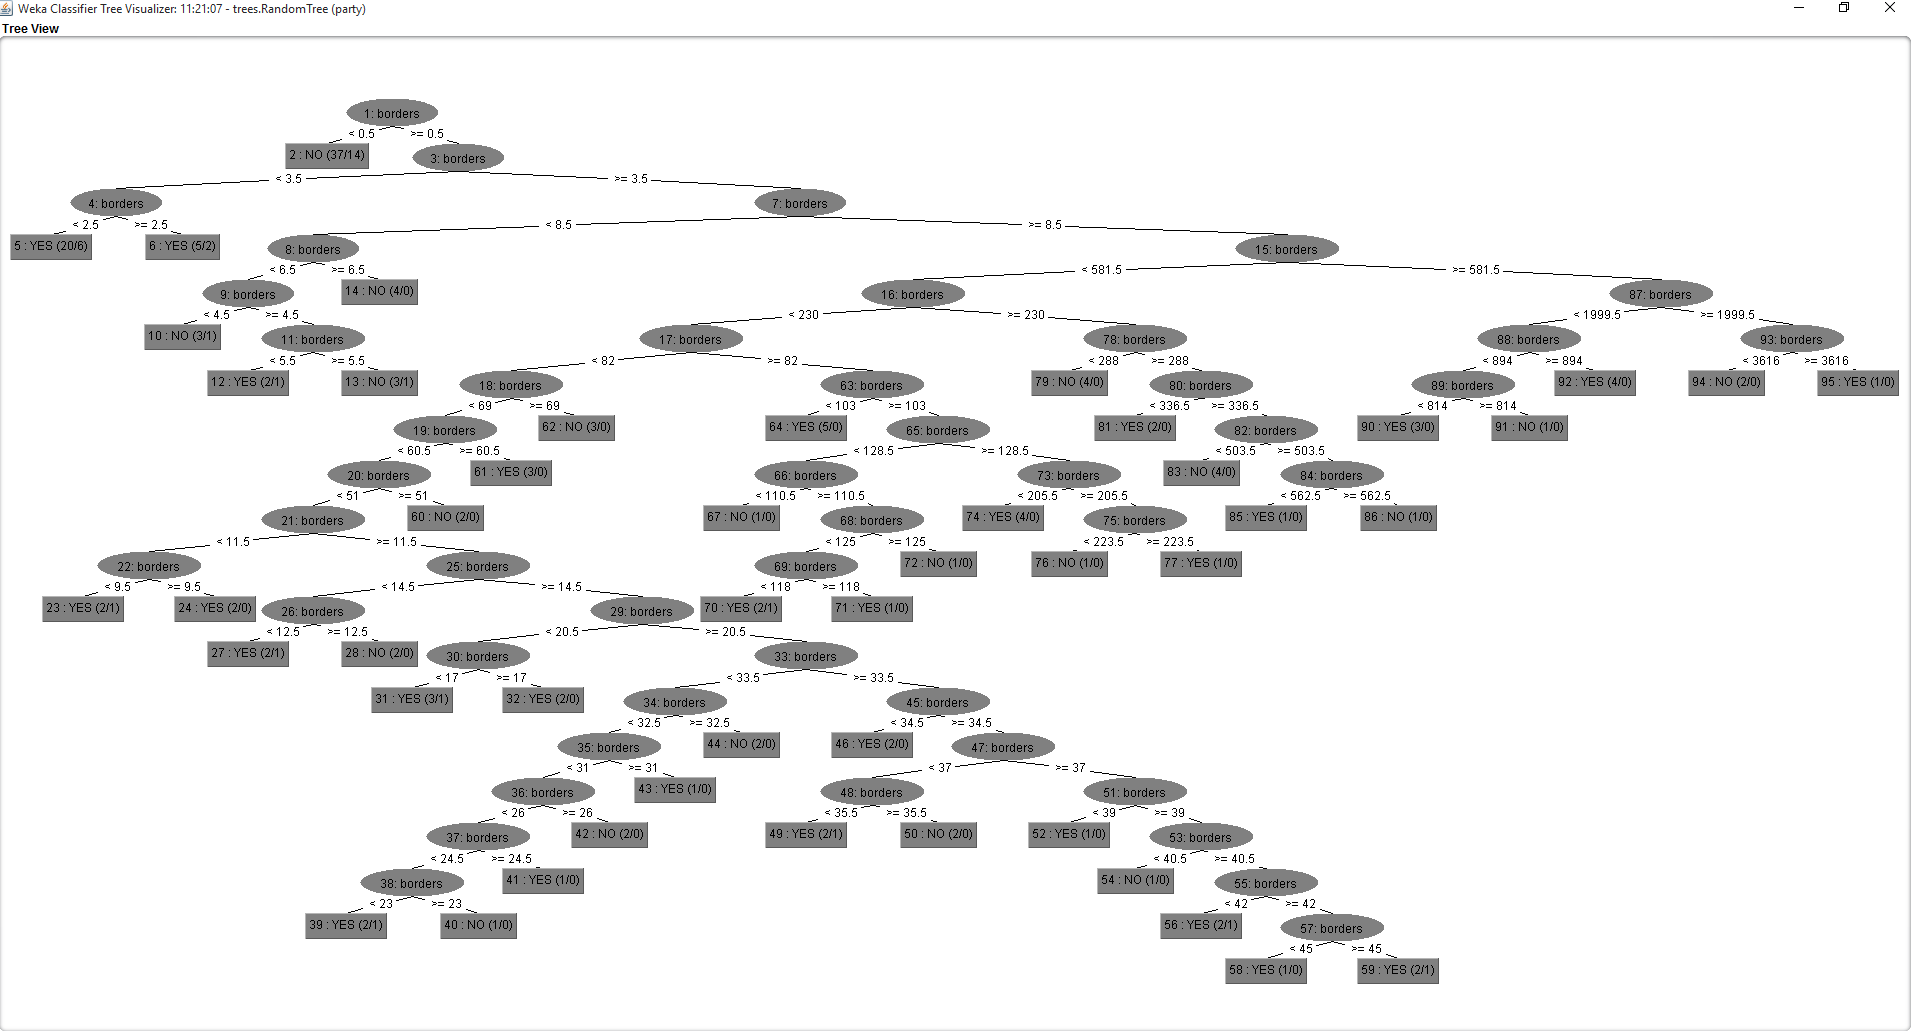 Weka Classifier Tree Visualizer: 11:21:07 - trees.RandomTree (party)
Tree View
1: borders
< 0.5 >= 0.5
2 : NO (37/14) 3: borders
< 3.5 >= 3.5
4: borders 7: borders
< 2.5 >= 2.5 < 8.5 >= 8.5
5 : YES (20/6) 6 : YES (5/2) 8: borders 15: borders
< 6.5 >= 6.5 < 581.5 >= 581.5
9: borders 14 : NO (4/0) 16: borders 87: borders
< 4.5 >= 4.5 < 230 >= 230 < 1999.5 >= 1999.5
10 : NO (3/1) 11: borders 17: borders 78: borders 88: borders 93: borders
< 5.5 >= 5.5 < 82 >= 82 < 288 >= 288 < 894 >= 894 < 3616 >= 3616
12 : YES (2/1) 13 : NO (3/1) 18: borders 63: borders 79 : NO (4/0) 80: borders 89: borders 92 : YES (4/0) 94 : NO (2/0) 95 : YES (1/0)
< 69 >= 69 < 103 >= 103 < 336.5 >= 336.5 < 814 >= 814
19: borders 62 : NO (3/0) 64 : YES (5/0) 65: borders 81 : YES (2/0) 82: borders 90 : YES (3/0) 91 : NO (1/0)
< 60.5 >= 60.5 < 128.5 >= 128.5 < 503.5 >= 503.5
20: borders 61 : YES (3/0) 66: borders 73: borders 83 : NO (4/0) 84: borders
< 51 >= 51 < 110.5 >= 110.5 < 205.5 >= 205.5 < 562.5 >= 562.5
21: borders 60 : NO (2/0) 67 : NO (1/0) 68: borders 74 : YES (4/0) 75: borders 85 : YES (1/0) 86 : NO (1/0)
< 11.5 >= 11.5 < 125 >= 125 < 223.5 >= 223.5
22: borders 25: borders 69: borders 72 : NO (1/0) 76 : NO (1/0) 77 : YES (1/0)
< 9.5 >= 9.5 < 14.5 >= 14.5 < 118 >= 118
23 : YES (2/1) 24 : YES (2/0) 26: borders 29: borders 70 : YES (2/1) 71 : YES (1/0)
< 12.5 >= 12.5 < 20.5 >= 20.5
27 : YES (2/1) 28 : NO (2/0) 30: borders 33: borders
< 17 >= 17 < 33.5 >= 33.5
31 : YES (3/1) 32 : YES (2/0) 34: borders 45: borders
< 32.5 >= 32.5 < 34.5 >= 34.5
35: borders 44 : NO (2/0) 46 : YES (2/0) 47: borders
< 31 >= 31 < 37 >= 37
36: borders 43 : YES (1/0) 48: borders 51: borders
< 26 >= 26 < 35.5 >= 35.5 < 39 >= 39
37: borders 42 : NO (2/0) 49 : YES (2/1) 50 : NO (2/0) 52 : YES (1/0) 53: borders
< 24.5 >= 24.5 < 40.5 >= 40.5
38: borders 41 : YES (1/0) 54 : NO (1/0) 55: borders
< 23 >= 23 < 42 >= 42
39 : YES (2/1) 40 : NO (1/0) 56 : YES (2/1) 57: borders
< 45 >= 45
58 : YES (1/0) 59 : YES (2/1)